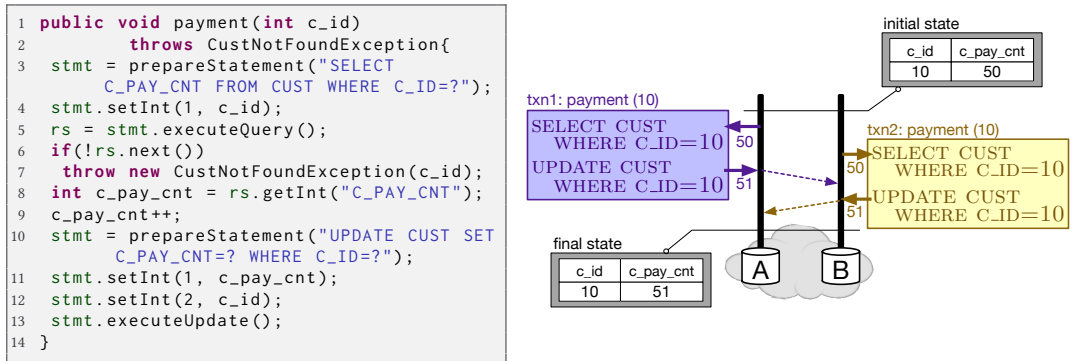 1 public void payment(int c_id)
2 throws CustNotFoundException{
3 stmt = prepareStatement("SELECT
C_PAY_CNT FROM CUST WHERE C_ID=?");
4 stmt.setInt(1, c_id);
5 rs = stmt.executeQuery();
6 if(!rs.next())
7 throw new CustNotFoundException(c_id);
8 int c_pay_cnt = rs.getInt("C_PAY_CNT");
9 c_pay_cnt++;
10 stmt = prepareStatement("UPDATE CUST SET
C_PAY_CNT=? WHERE C_ID=?");
11 stmt.setInt(1, c_pay_cnt);
12 stmt.setInt(2, c_id);
13 stmt.executeUpdate();
14 }
initial state
c_id c_pay_cnt
10 50
txn1: payment (10)
SELECT CUST
WHERE C_ID=10
50
UPDATE CUST
WHERE C_ID=10
51
txn2: payment (10)
SELECT CUST
WHERE C_ID=10
50
UPDATE CUST
WHERE C_ID=10
51
final state
c_id c_pay_cnt
10 51
A B